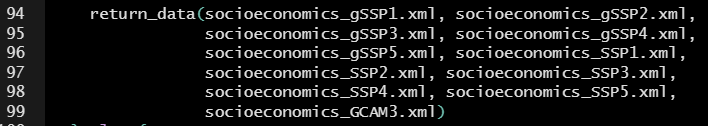 94 return_data(socioeconomics_gSSP1.xml, socioeconomics_gSSP2.xml,
95 socioeconomics_gSSP3.xml, socioeconomics_gSSP4.xml,
96 socioeconomics_gSSP5.xml, socioeconomics_SSP1.xml,
97 socioeconomics_SSP2.xml, socioeconomics_SSP3.xml,
98 socioeconomics_SSP4.xml, socioeconomics_SSP5.xml,
99 socioeconomics_GCAM3.xml)